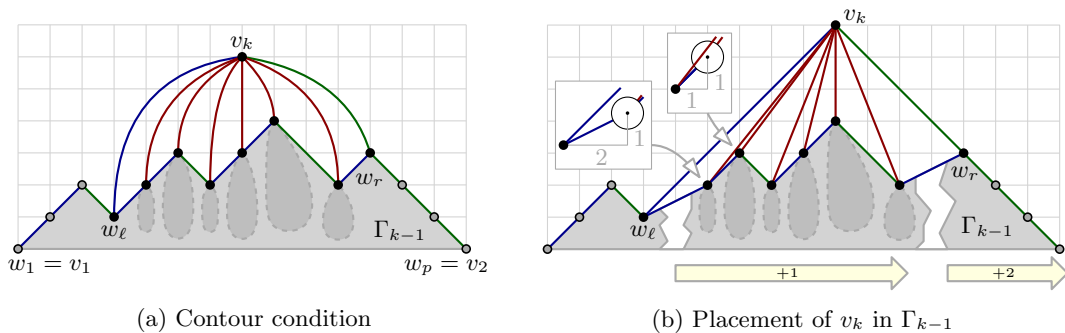 v_k
w_ℓ
w_r
Γ_{k−1}
w_1 = v_1
w_p = v_2
(a) Contour condition
v_k
1
1
2
1
w_ℓ
w_r
Γ_{k−1}
+1
+2
(b) Placement of v_k in Γ_{k−1}